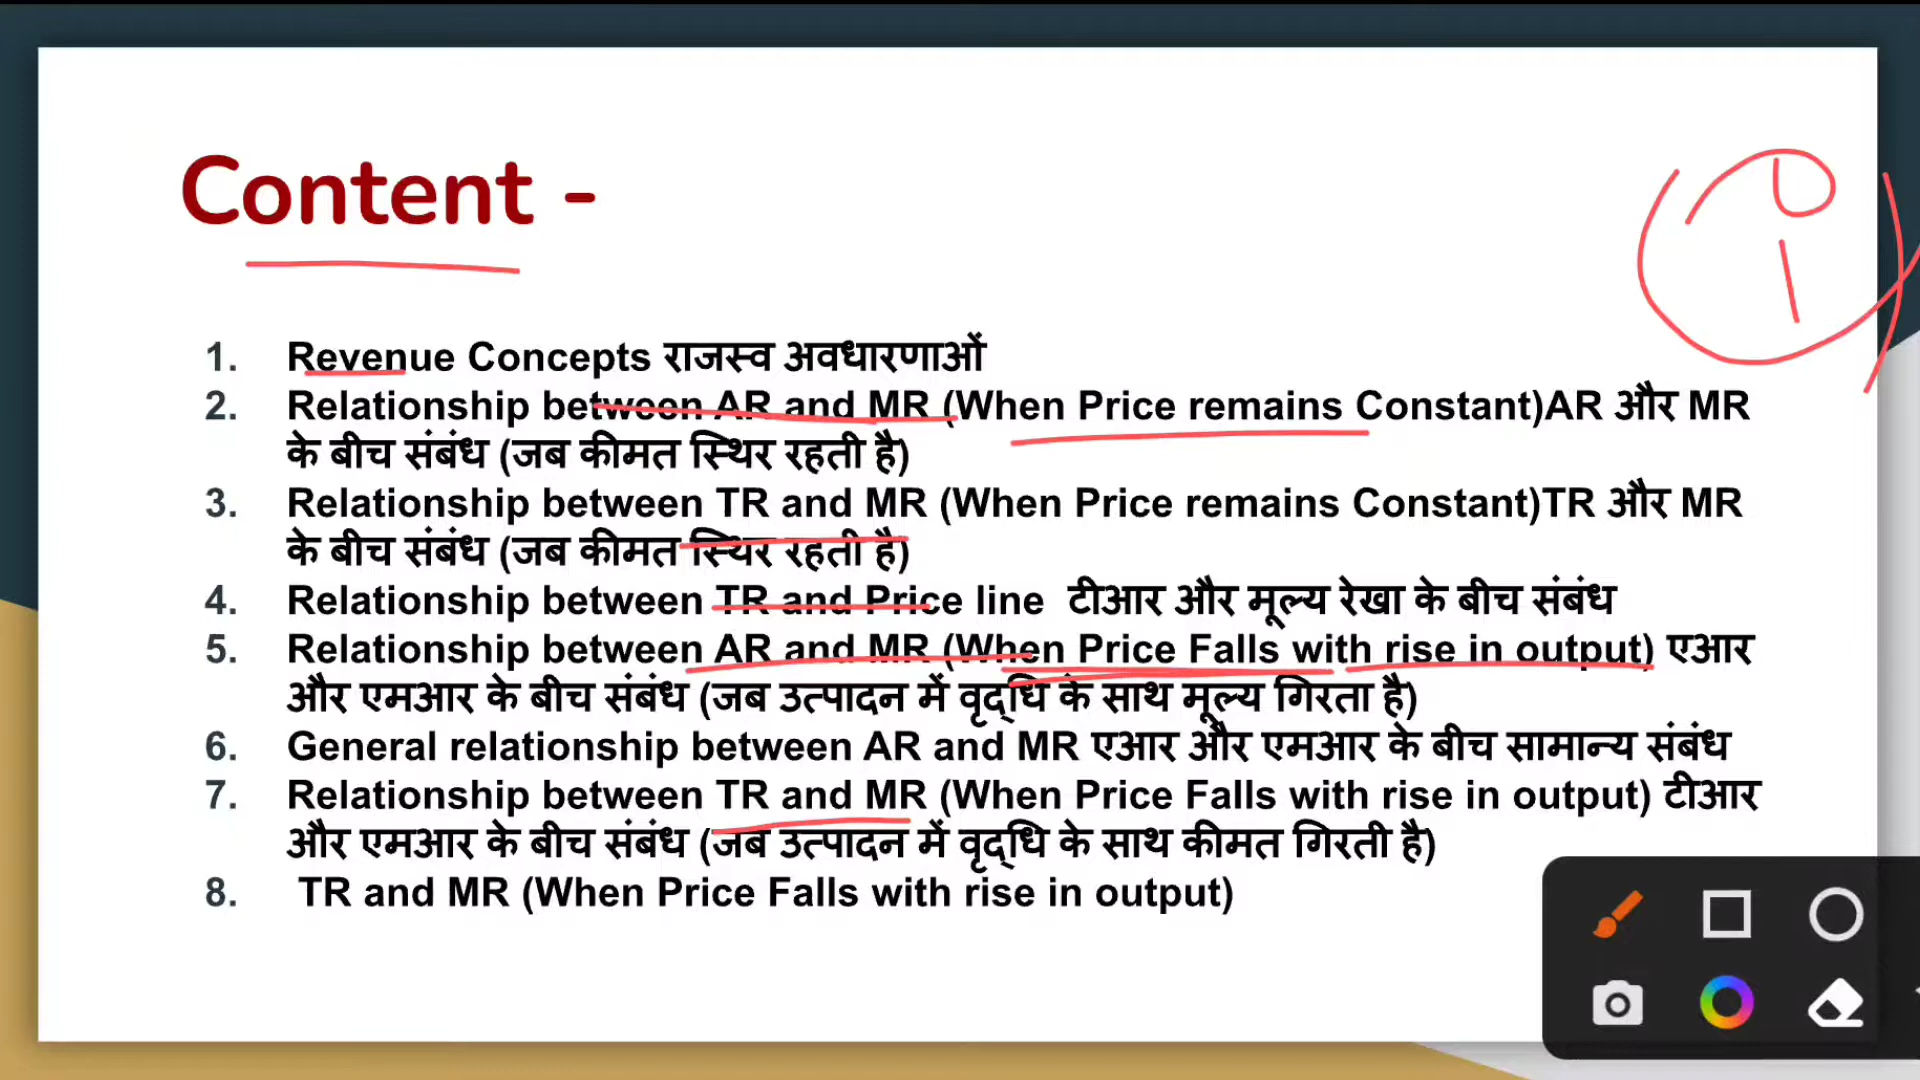 Content -
1. Revenue Concepts राजस्व अवधारणाओं
2. Relationship between AR and MR (When Price remains Constant)AR और MR
के बीच संबंध (जब कीमत स्थिर रहती है)
3. Relationship between TR and MR (When Price remains Constant)TR और MR
के बीच संबंध (जब कीमत स्थिर रहती है)
4. Relationship between TR and Price line टीआर और मूल्य रेखा के बीच संबंध
5. Relationship between AR and MR (When Price Falls with rise in output) एआर
और एमआर के बीच संबंध (जब उत्पादन में वृद्धि के साथ मूल्य गिरता है)
6. General relationship between AR and MR एआर और एमआर के बीच सामान्य संबंध
7. Relationship between TR and MR (When Price Falls with rise in output) टीआर
और एमआर के बीच संबंध (जब उत्पादन में वृद्धि के साथ कीमत गिरती है)
8. TR and MR (When Price Falls with rise in output)